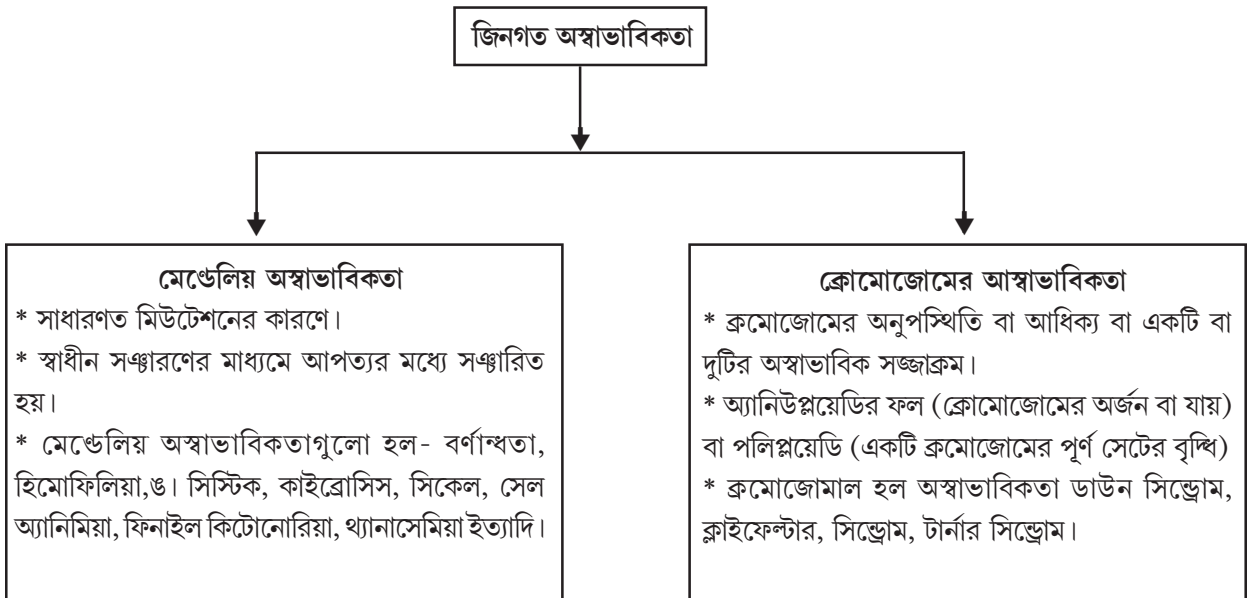 জিনগত অস্বাভাবিকতা
মেণ্ডেলিয় অস্বাভাবিকতা
* সাধারণত মিউটেশনের কারণে।
* স্বাধীন সঞ্চারণের মাধ্যমে আপত্যর মধ্যে সঞ্চারিত
হয়।
* মেণ্ডেলিয় অস্বাভাবিকতাগুলো হল- বর্ণান্ধতা,
হিমোফিলিয়া,ঙ। সিস্টিক, কাইব্রোসিস, সিকেল, সেল
অ্যানিমিয়া, ফিনাইল কিটোনোরিয়া, থ্যানাসেমিয়া ইত্যাদি।
ক্রোমোজোমের আস্বাভাবিকতা
* ক্রমোজোমের অনুপস্থিতি বা আধিক্য বা একটি বা
দুটির অস্বাভাবিক সজ্জাক্রম।
* অ্যানিউপ্লয়েডির ফল (ক্রোমোজোমের অর্জন বা যায়)
বা পলিপ্লয়েডি (একটি ক্রমোজোমের পূর্ণ সেটের বৃদ্ধি)
* ক্রমোজোমাল হল অস্বাভাবিকতা ডাউন সিন্ড্রোম,
ক্লাইফেল্টার, সিন্ড্রোম, টার্নার সিন্ড্রোম।